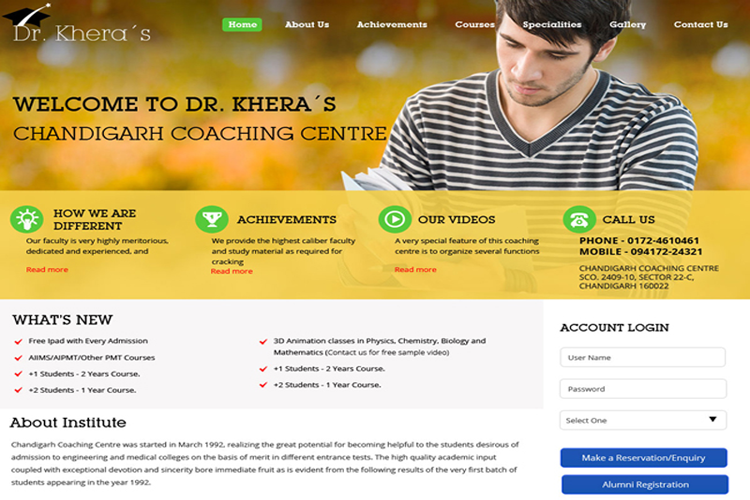 Dr. Khera´s
Home About Us Achievements Courses Specialities Gallery Contact Us
WELCOME TO DR. KHERA´S
CHANDIGARH COACHING CENTRE
HOW WE ARE
DIFFERENT
Our faculty is very highly meritorious,
dedicated and experienced, and
Read more
ACHIEVEMENTS
We provide the highest caliber faculty
and study material as required for
cracking
Read more
OUR VIDEOS
A very special feature of this coaching
centre is to organize several functions
Read more
CALL US
PHONE - 0172-4610461
MOBILE - 094172-24321
CHANDIGARH COACHING CENTRE
SCO. 2409-10, SECTOR 22-C,
CHANDIGARH 160022
WHAT'S NEW
Free Ipad with Every Admission
AIIMS/AIPMT/Other PMT Courses
+1 Students - 2 Years Course.
+2 Students - 1 Year Course.
3D Animation classes in Physics, Chemistry, Biology and
Mathematics (Contact us for free sample video)
+1 Students - 2 Years Course.
+2 Students - 1 Year Course.
About Institute
Chandigarh Coaching Centre was started in March 1992, realizing the great potential for becoming helpful to the students desirous of
admission to engineering and medical colleges on the basis of merit in different entrance tests. The high quality academic input
coupled with exceptional devotion and sincerity bore immediate fruit as is evident from the following results of the very first batch of
students appearing in the year 1992.
ACCOUNT LOGIN
User Name
Password
Select One
Make a Reservation/Enquiry
Alumni Registration